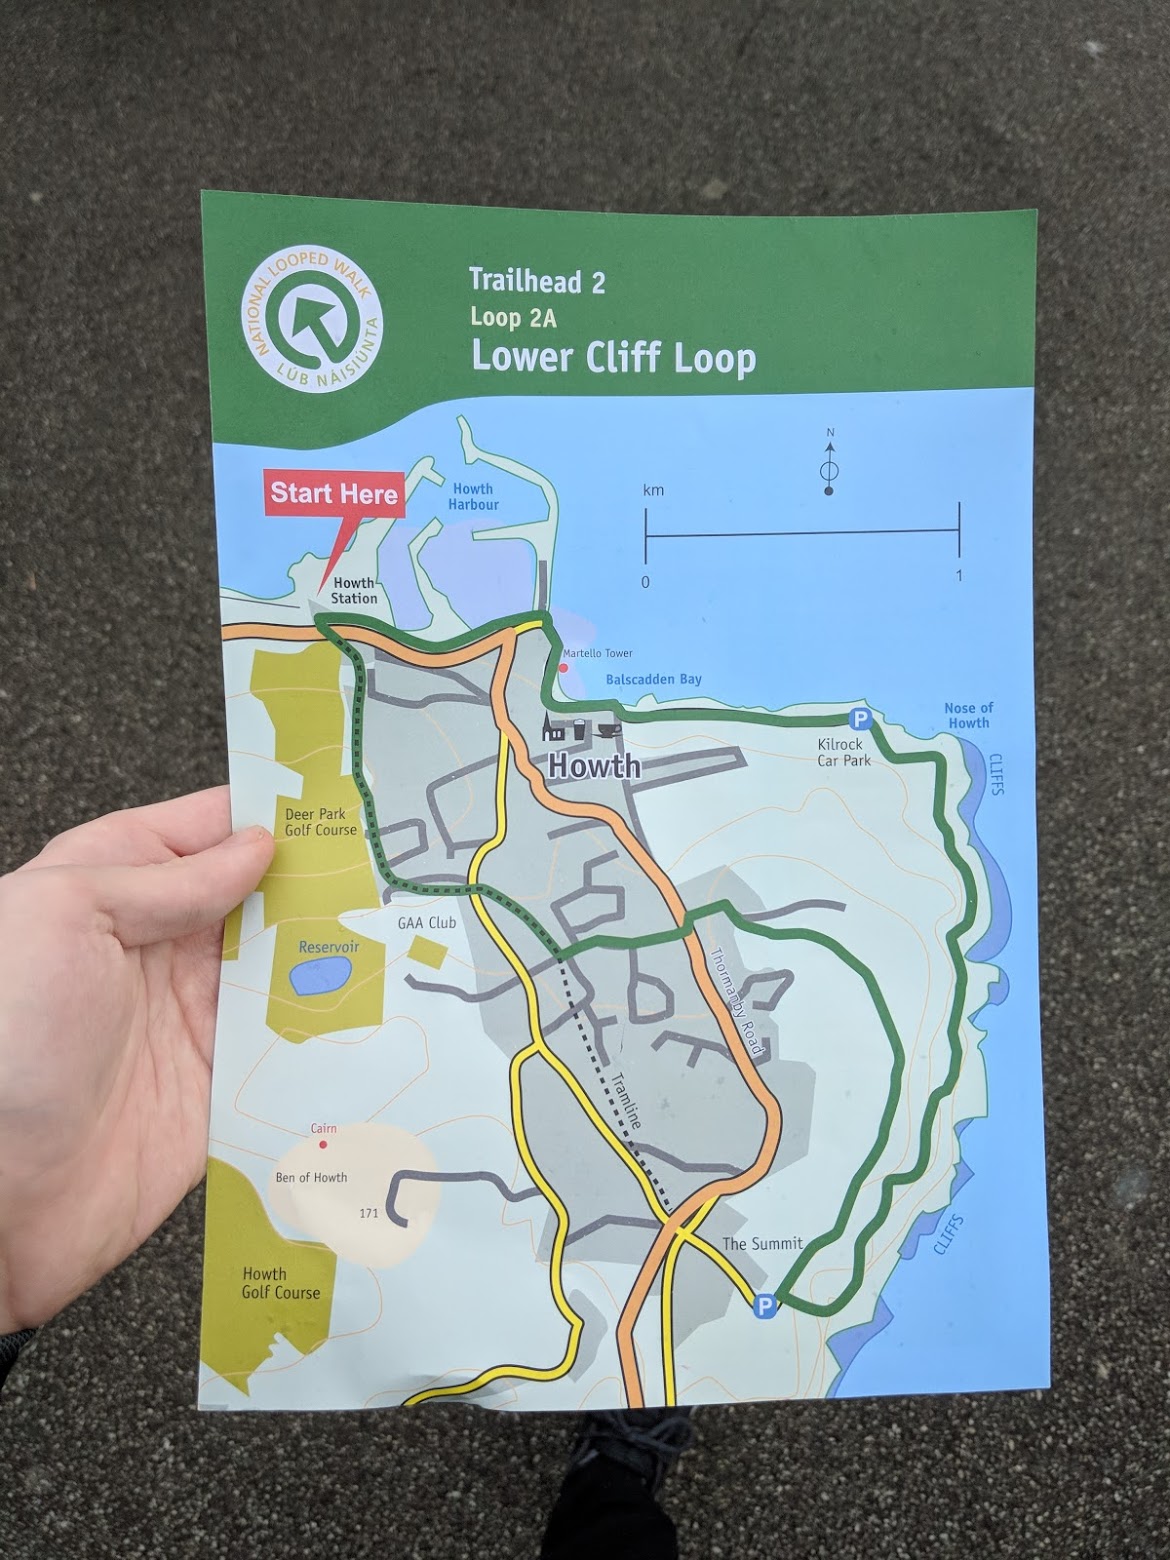 NATIONAL LOOPED WALK
LÚB NÁISIÚNTA
Trailhead 2
Loop 2A
Lower Cliff Loop
Start Here
Howth
Harbour
N
km
0
1
Howth
Station
Martello Tower
Balscadden Bay
P
Kilrock
Car Park
Nose of
Howth
CLIFFS
Howth
Deer Park
Golf Course
GAA Club
Reservoir
Thormanby Road
Tramline
Cairn
Ben of Howth
171
The Summit
P
CLIFFS
Howth
Golf Course